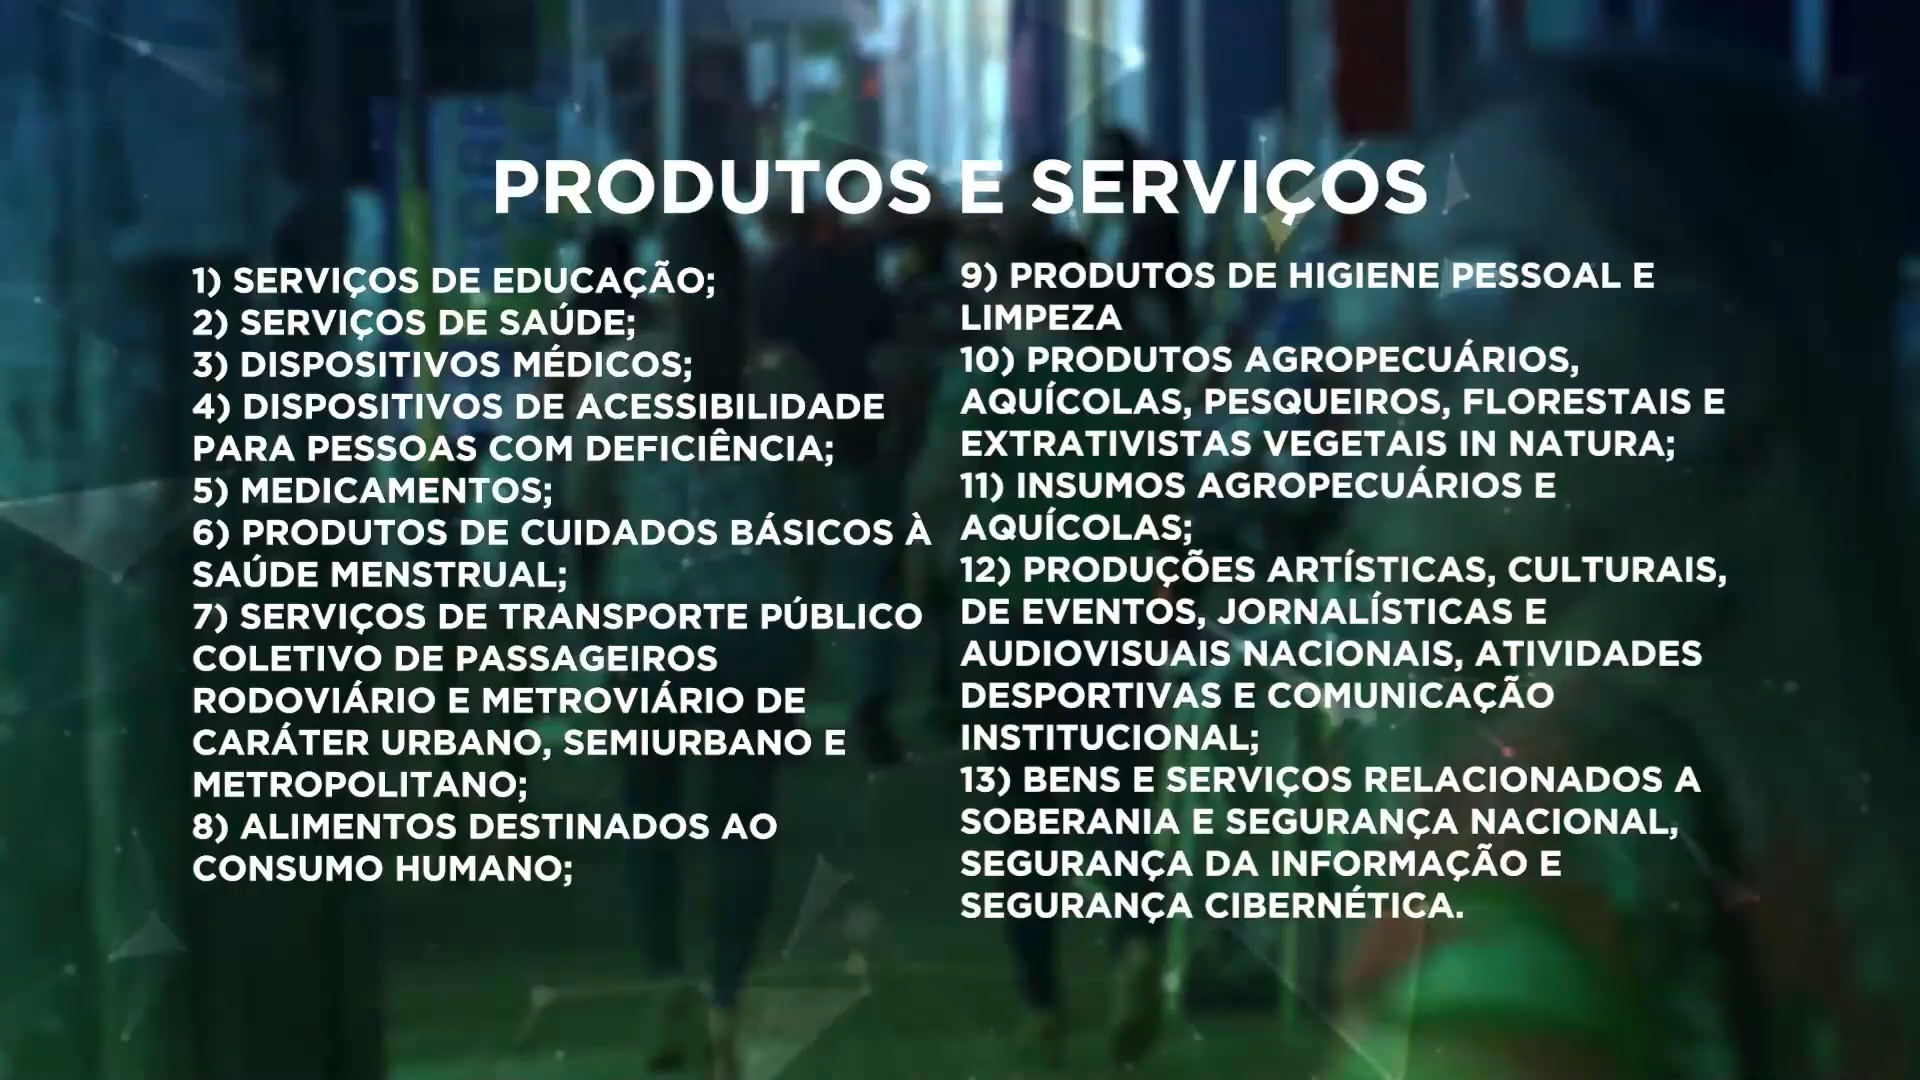 PRODUTOS E SERVIÇOS
1) SERVIÇOS DE EDUCAÇÃO;
2) SERVIÇOS DE SAÚDE;
3) DISPOSITIVOS MÉDICOS;
4) DISPOSITIVOS DE ACESSIBILIDADE
PARA PESSOAS COM DEFICIÊNCIA;
5) MEDICAMENTOS;
6) PRODUTOS DE CUIDADOS BÁSICOS À
SAÚDE MENSTRUAL;
7) SERVIÇOS DE TRANSPORTE PÚBLICO
COLETIVO DE PASSAGEIROS
RODOVIÁRIO E METROVIÁRIO DE
CARÁTER URBANO, SEMIURBANO E
METROPOLITANO;
8) ALIMENTOS DESTINADOS AO
CONSUMO HUMANO;
9) PRODUTOS DE HIGIENE PESSOAL E
LIMPEZA
10) PRODUTOS AGROPECUÁRIOS,
AQUÍCOLAS, PESQUEIROS, FLORESTAIS E
EXTRATIVISTAS VEGETAIS IN NATURA;
11) INSUMOS AGROPECUÁRIOS E
AQUÍCOLAS;
12) PRODUÇÕES ARTÍSTICAS, CULTURAIS,
DE EVENTOS, JORNALÍSTICAS E
AUDIOVISUAIS NACIONAIS, ATIVIDADES
DESPORTIVAS E COMUNICAÇÃO
INSTITUCIONAL;
13) BENS E SERVIÇOS RELACIONADOS A
SOBERANIA E SEGURANÇA NACIONAL,
SEGURANÇA DA INFORMAÇÃO E
SEGURANÇA CIBERNÉTICA.